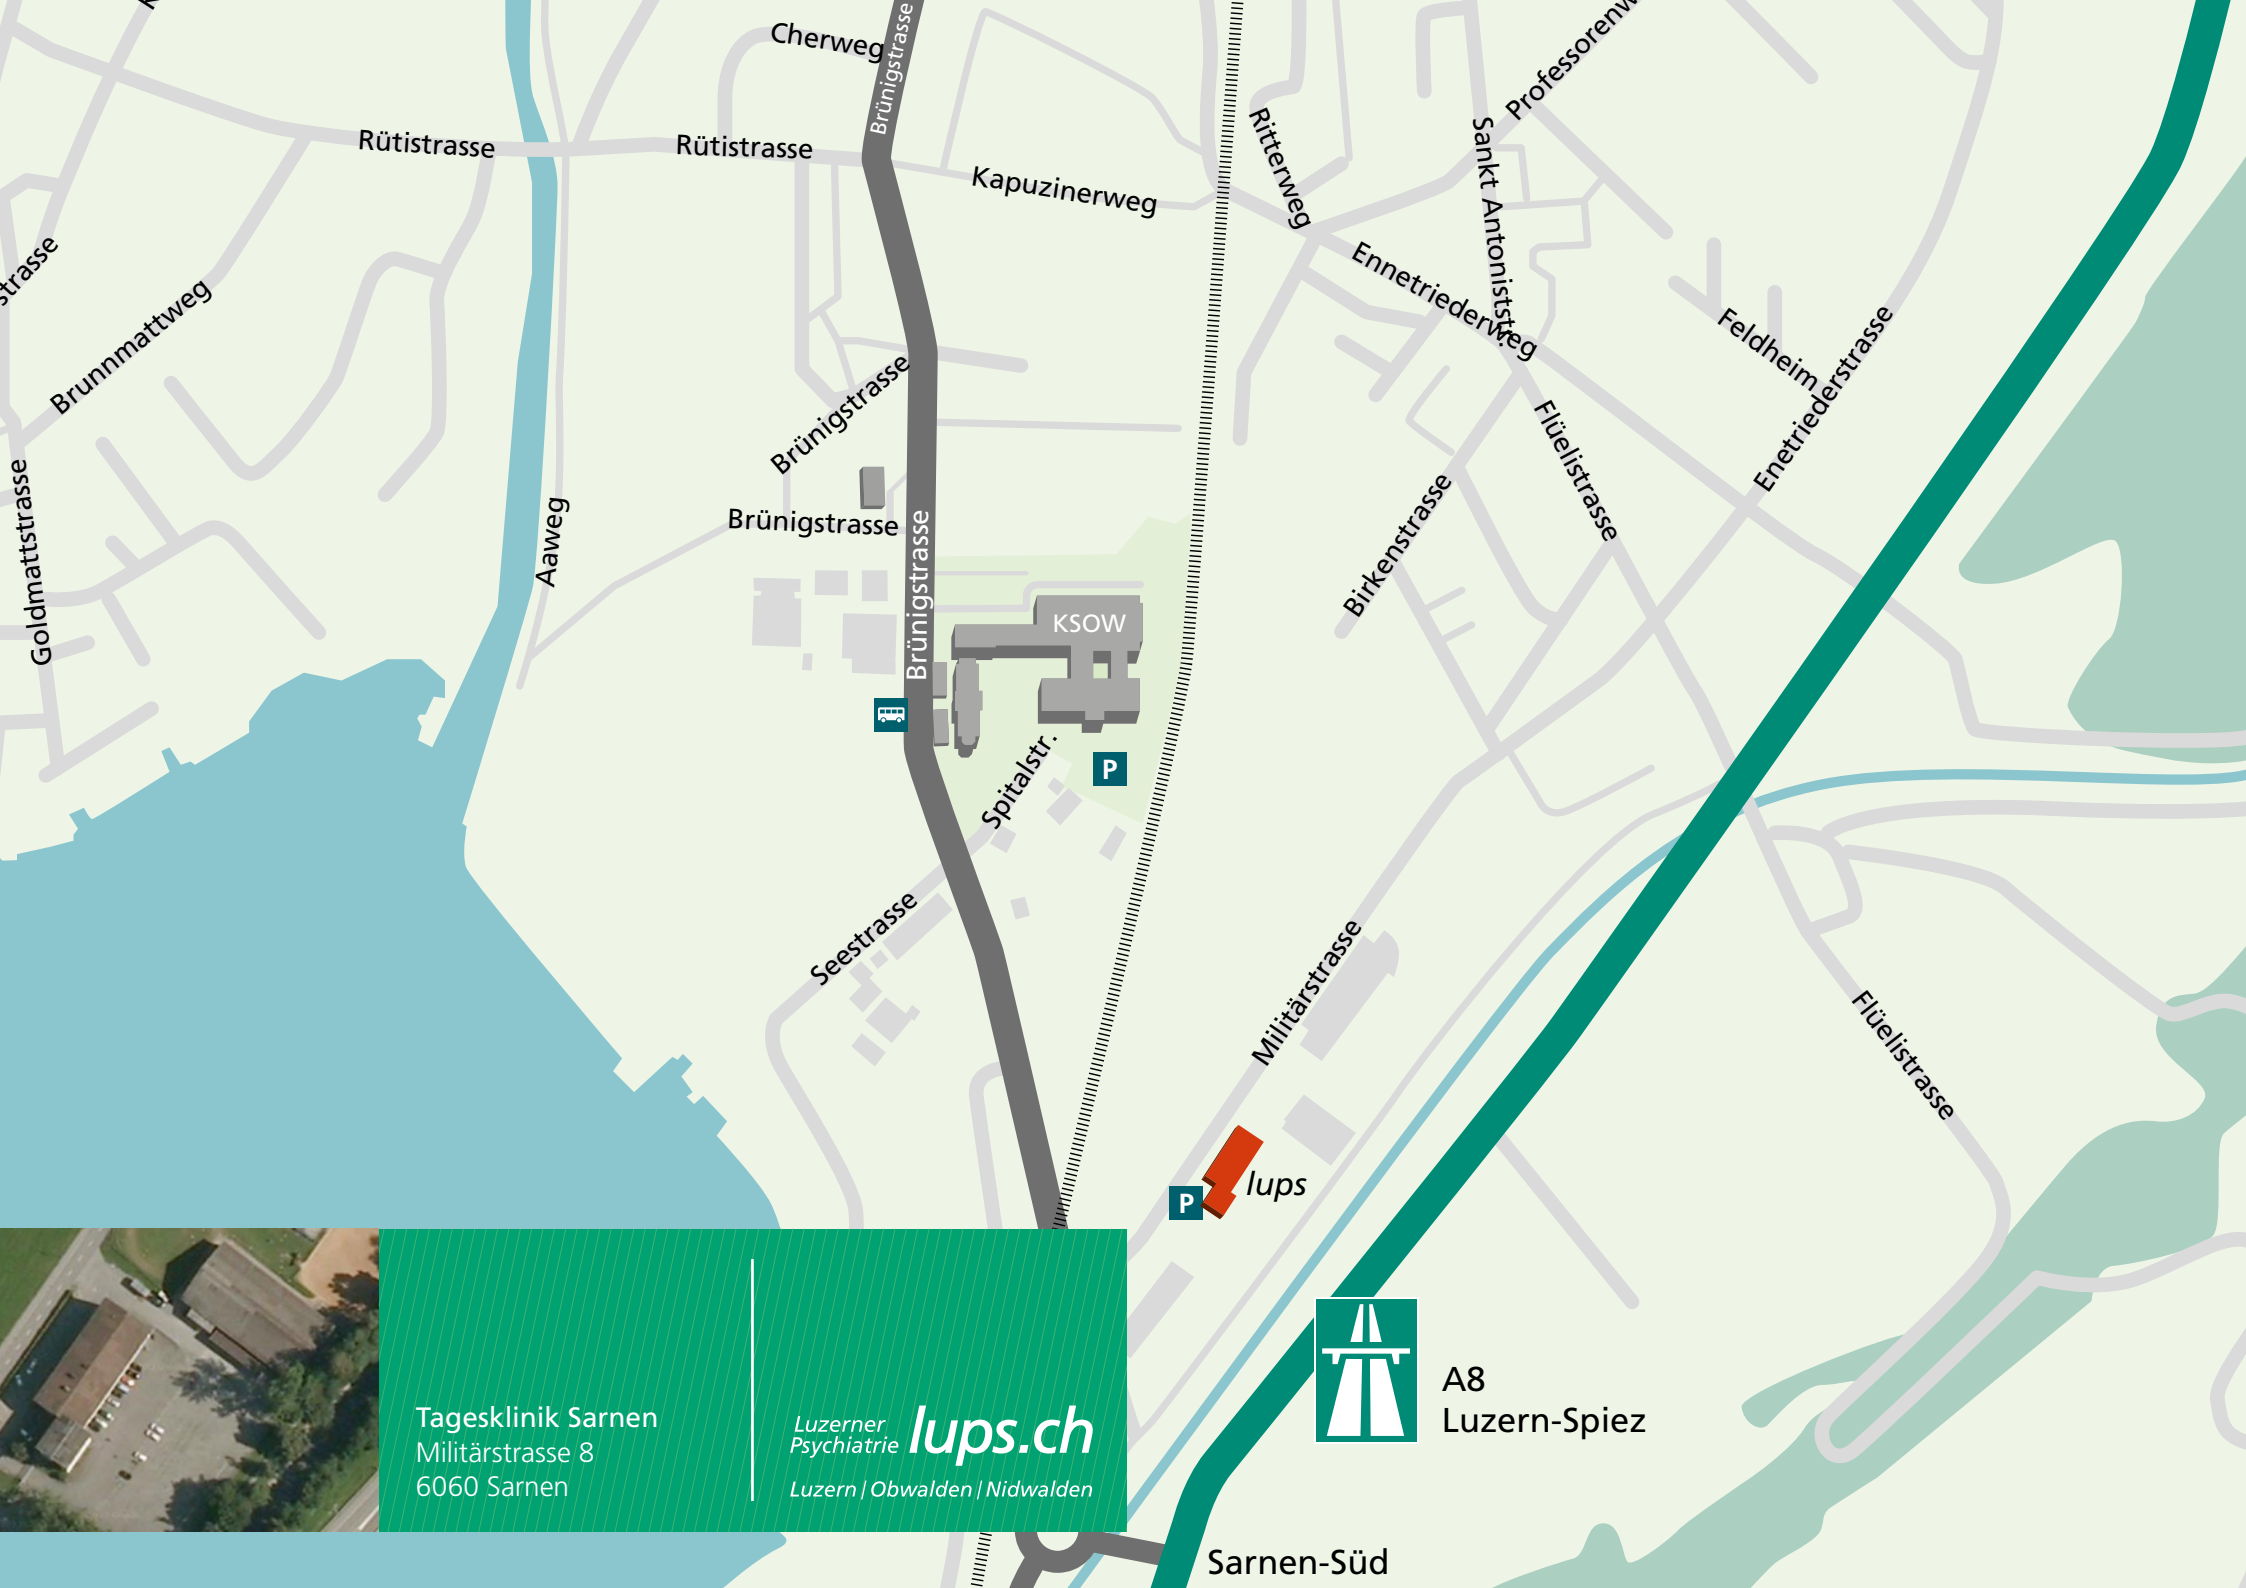 Cherweg
Brünigstrasse
Professorenw
Rütistrasse
Rütistrasse
Kapuzinerweg
Ritterweg
Sankt Antonistr.
Ennetriederweg
strasse
Brunnmattweg
Feldheim
Enetriederstrasse
Brünigstrasse
Flüelistrasse
Goldmattstrasse
Aaweg
Brünigstrasse
Brünigstrasse
Birkenstrasse
KSOW
Spitalstr.
P
Seestrasse
Militärstrasse
Flüelistrasse
P
lups
A8
Luzern-Spiez
Tagesklinik Sarnen
Militärstrasse 8
6060 Sarnen
Luzerner
Psychiatrie lups.ch
Luzern | Obwalden | Nidwalden
Sarnen-Süd